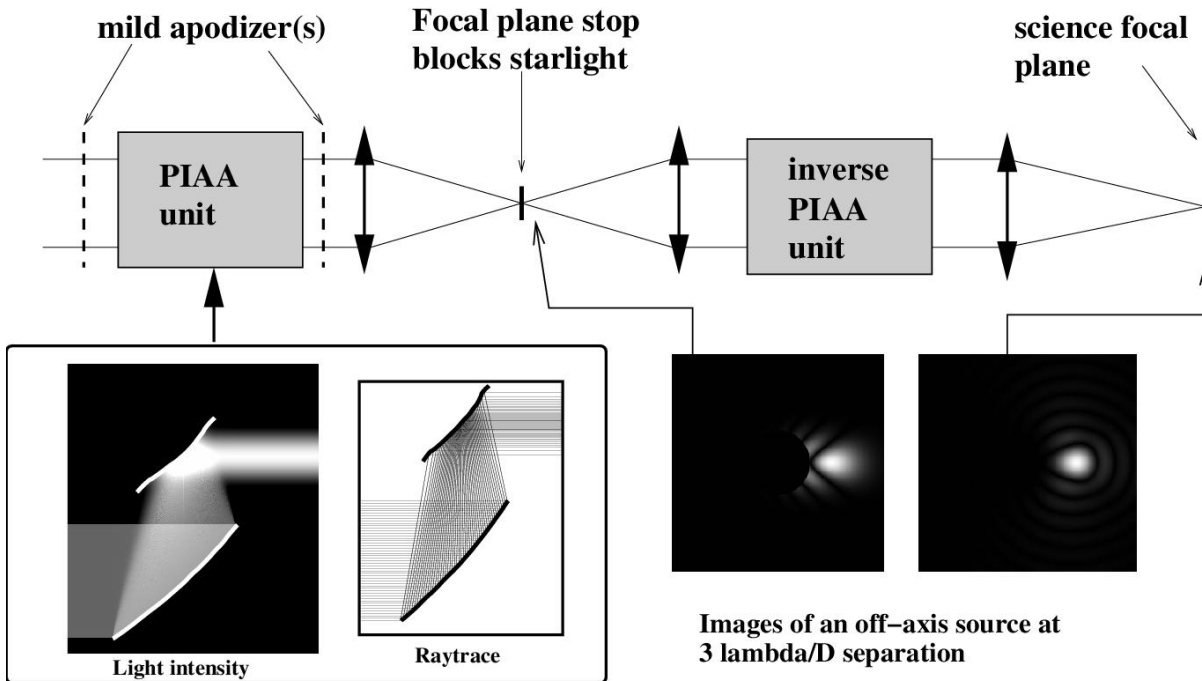 mild apodizer(s)
Focal plane stop
blocks starlight
science focal
plane
PIAA
unit
inverse
PIAA
unit
Light intensity
Raytrace
Images of an off−axis source at
3 lambda/D separation